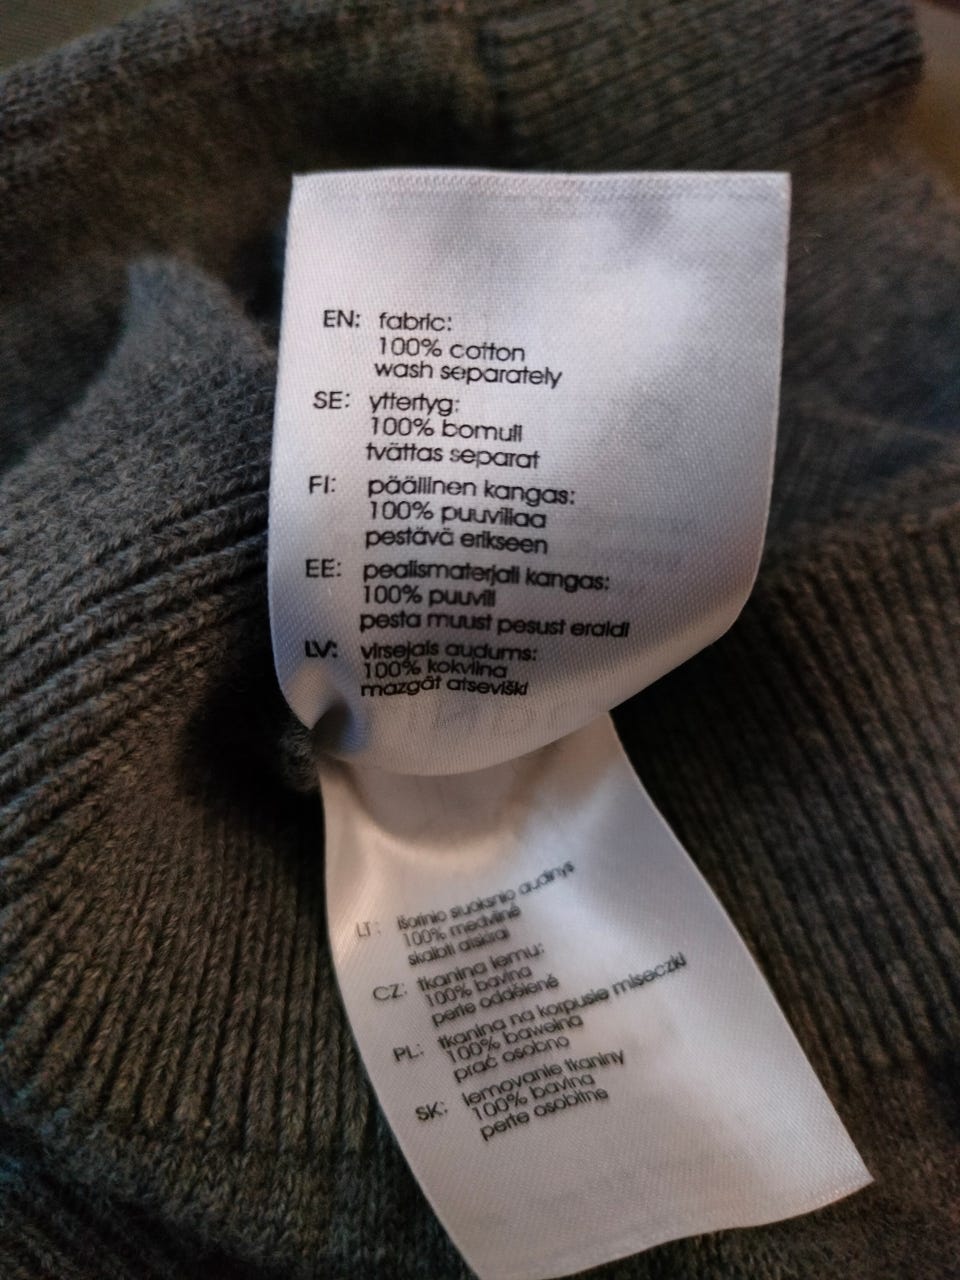 EN: fabric:
100% cotton
wash separately
SE: yttertyg:
100% bomull
tvättas separat
FI: päällinen kangas:
100% puuvillaa
pestävä erikseen
EE: pealismaterjali kangas:
100% puuvill
pesta muust pesust eraldi
LV: virsejais audums:
100% kokvilna
mazgāt atsevišķi
LT: Išorinio sluoksnio audinys
100% medvilnė
skalbti atskirai
CZ: tkanina lemu:
100% bavlna
perte oddšlené
PL: tkanina na korpusie miseczki
100% bawełna
prać osobno
SK: lemovanie tkaniny
100% bavlna
perte osobitne